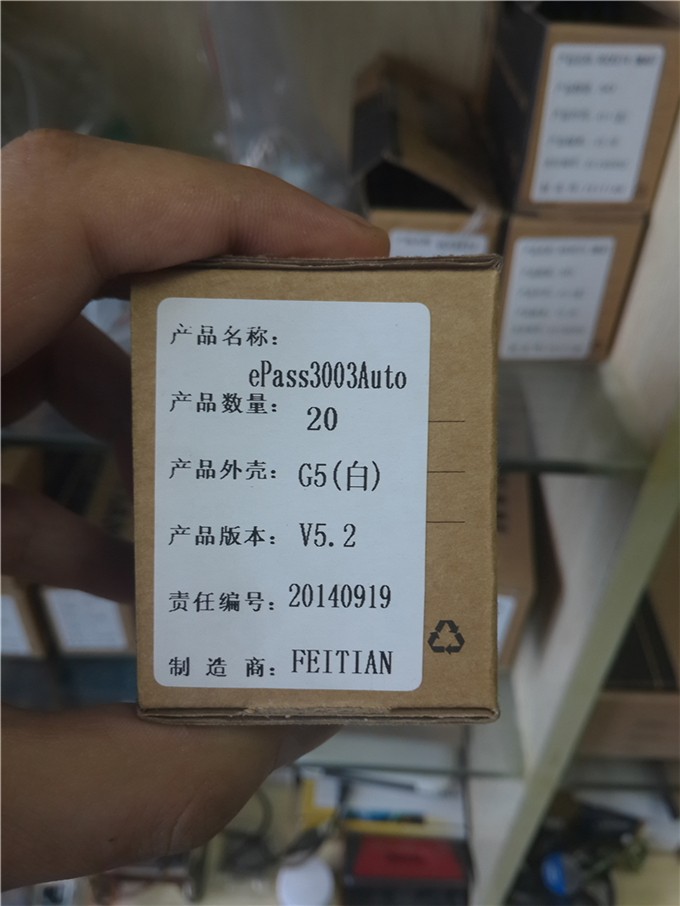 产品名称：
ePass3003Auto
产品数量： 20
产品外壳： G5(白)
产品版本： V5.2
责任编号： 20140919
制 造 商： FEITIAN